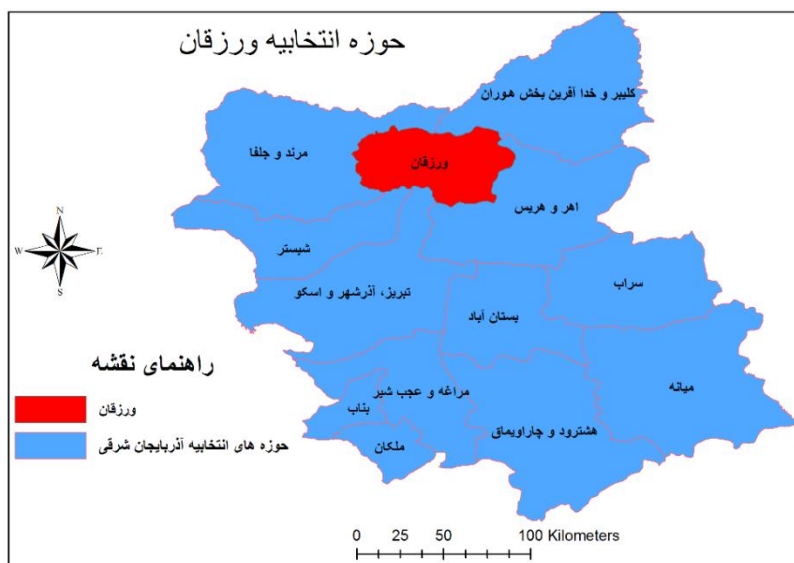 حوزه انتخابیه ورزقان
کلیبر و خدا آفرین بخش هوران
مرند و جلفا
ورزقان
اهر و هریس
شبستر
تبریز، آذرشهر و اسکو
سراب
بستان آباد
میانه
مراغه و عجب شیر
بناب
هشترود و چاراویماق
ملکان
N
W
E
S
راهنمای نقشه
ورزقان
حوزه های انتخابیه آذربایجان شرقی
0 25 50 100 Kilometers